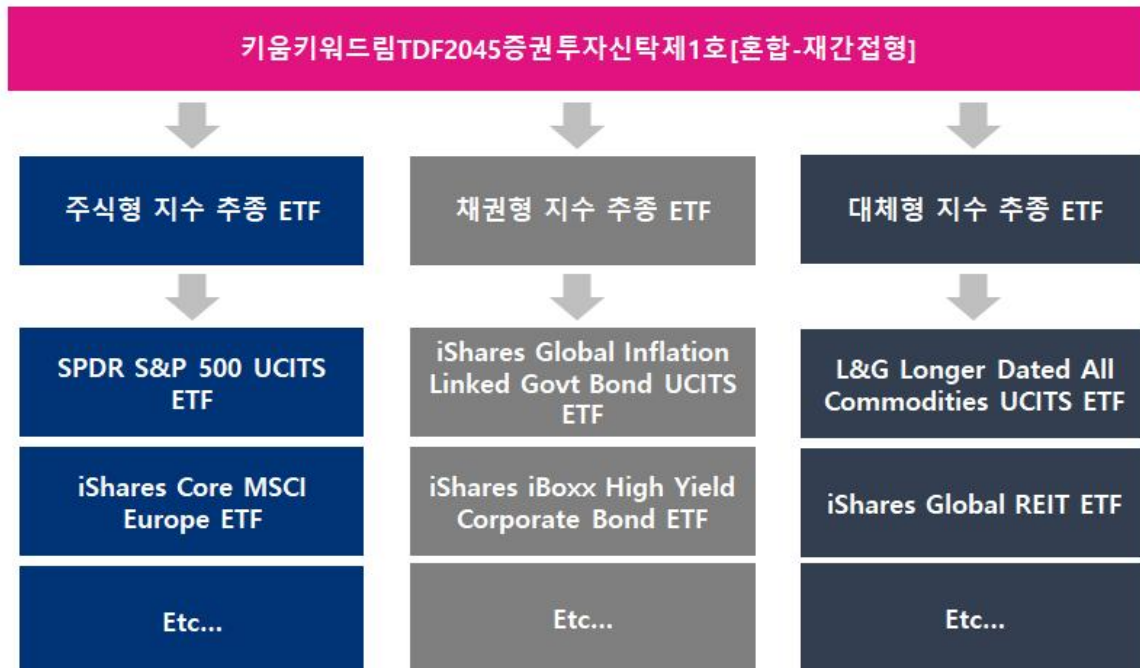 키움키워드림TDF2045증권투자신탁제1호[혼합-재간접형]
주식형 지수 추종 ETF
채권형 지수 추종 ETF
대체형 지수 추종 ETF
SPDR S&P 500 UCITS
ETF
iShares Global Inflation
Linked Govt Bond UCITS
ETF
L&G Longer Dated All
Commodities UCITS ETF
iShares Core MSCI
Europe ETF
iShares iBoxx High Yield
Corporate Bond ETF
iShares Global REIT ETF
Etc...
Etc...
Etc...